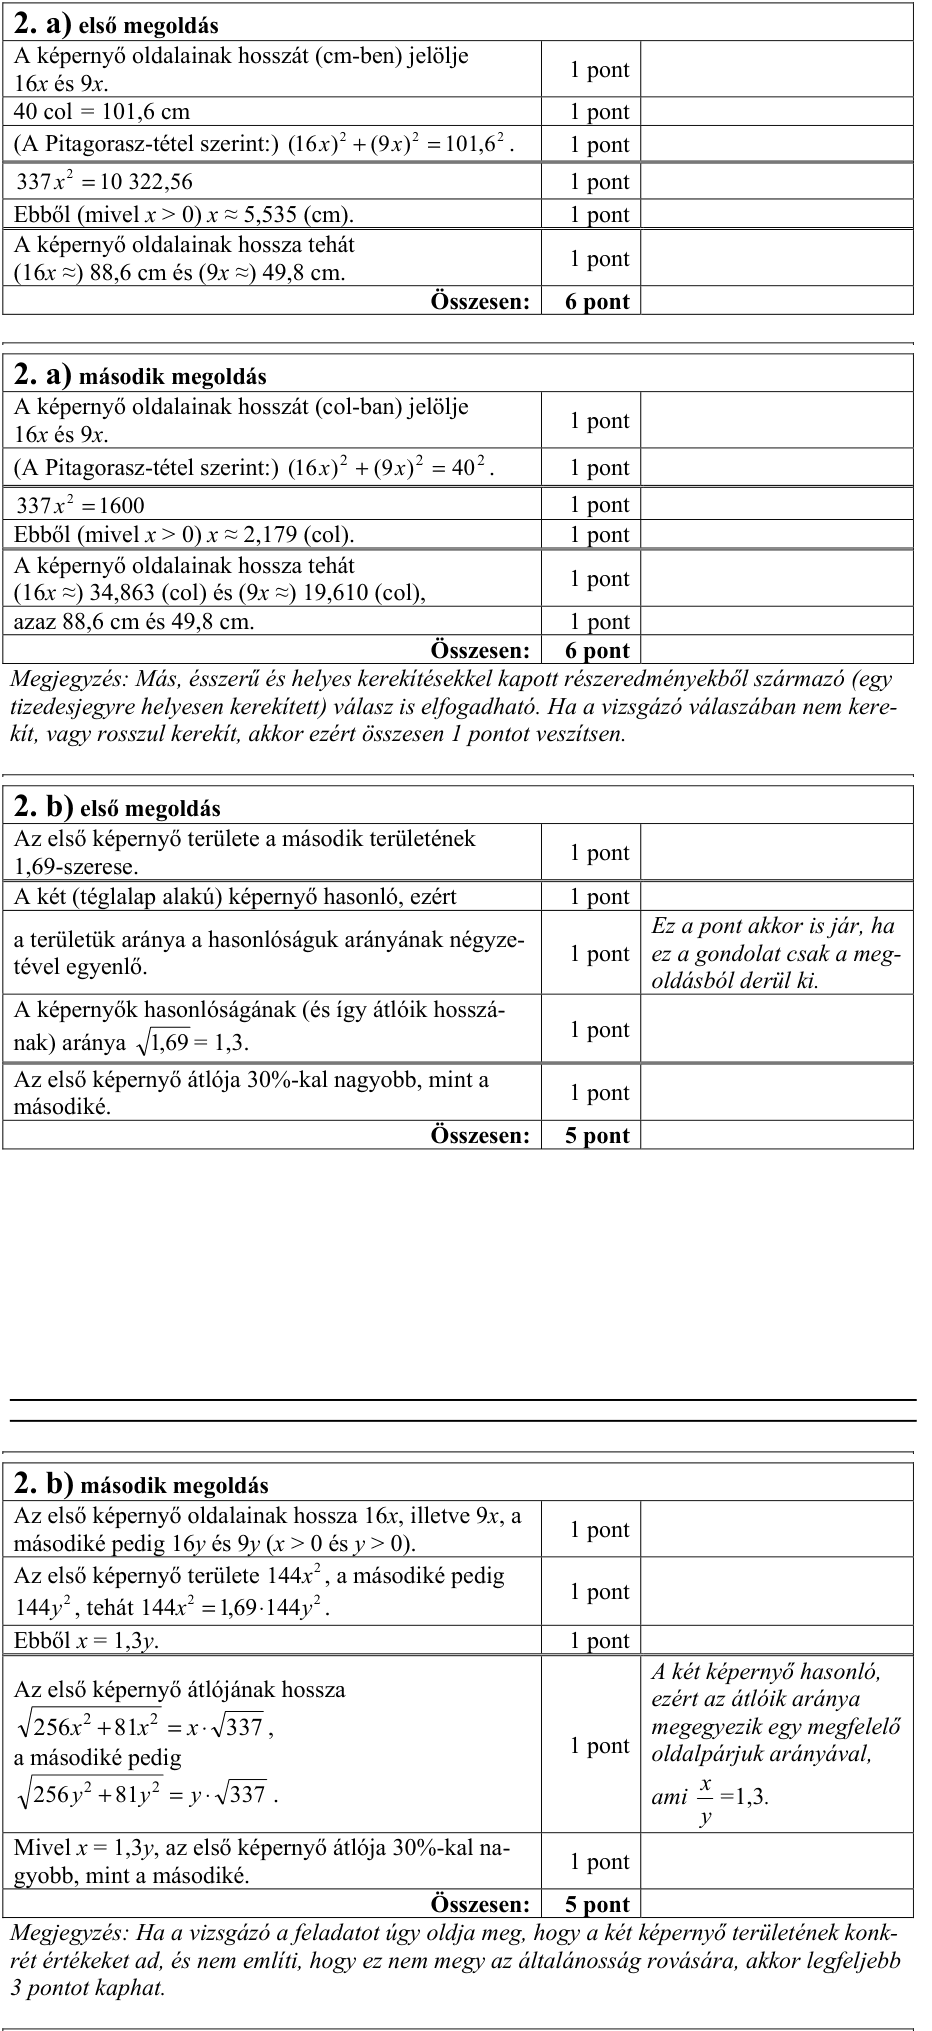 2. a) első megoldás
A képernyő oldalainak hosszát (cm-ben) jelölje
16x és 9x.
1 pont
40 col = 101,6 cm
1 pont
(A Pitagorasz-tétel szerint:) (16x)² + (9x)² = 101,6².
1 pont
337x² = 10 322,56
1 pont
Ebből (mivel x > 0) x ≈ 5,535 (cm).
1 pont
A képernyő oldalainak hossza tehát
(16x ≈) 88,6 cm és (9x ≈) 49,8 cm.
1 pont
Összesen: 6 pont
2. a) második megoldás
A képernyő oldalainak hosszát (col-ban) jelölje
16x és 9x.
1 pont
(A Pitagorasz-tétel szerint:) (16x)² + (9x)² = 40².
1 pont
337x² = 1600
1 pont
Ebből (mivel x > 0) x ≈ 2,179 (col).
1 pont
A képernyő oldalainak hossza tehát
(16x ≈) 34,863 (col) és (9x ≈) 19,610 (col),
1 pont
azaz 88,6 cm és 49,8 cm.
1 pont
Összesen: 6 pont
Megjegyzés: Más, ésszerű és helyes kerekítésekkel kapott részeredményekből származó (egy
tizedesjegyre helyesen kerekített) válasz is elfogadható. Ha a vizsgázó válaszában nem kere-
kít, vagy rosszul kerekít, akkor ezért összesen 1 pontot veszítsen.
2. b) első megoldás
Az első képernyő területe a második területének
1,69-szerese.
1 pont
A két (téglalap alakú) képernyő hasonló, ezért
1 pont
a területük aránya a hasonlóságuk arányának négyze-
tével egyenlő.
1 pont
Ez a pont akkor is jár, ha
ez a gondolat csak a meg-
oldásból derül ki.
A képernyők hasonlóságának (és így átlóik hosszá-
nak) aránya √1,69 = 1,3.
1 pont
Az első képernyő átlója 30%-kal nagyobb, mint a
másodiké.
1 pont
Összesen: 5 pont
2. b) második megoldás
Az első képernyő oldalainak hossza 16x, illetve 9x, a
másodiké pedig 16y és 9y (x > 0 és y > 0).
1 pont
Az első képernyő területe 144x², a másodiké pedig
144y², tehát 144x² = 1,69·144y².
1 pont
Ebből x = 1,3y.
1 pont
Az első képernyő átlójának hossza
√(256x² + 81x²) = x·√337,
a másodiké pedig
√(256y² + 81y²) = y·√337.
1 pont
A két képernyő hasonló,
ezért az átlóik aránya
megegyezik egy megfelelő
oldalpárjuk arányával,
ami x/y =1,3.
Mivel x = 1,3y, az első képernyő átlója 30%-kal na-
gyobb, mint a másodiké.
1 pont
Összesen: 5 pont
Megjegyzés: Ha a vizsgázó a feladatot úgy oldja meg, hogy a két képernyő területének konk-
rét értékeket ad, és nem említi, hogy ez nem megy az általánosság rovására, akkor legfeljebb
3 pontot kaphat.